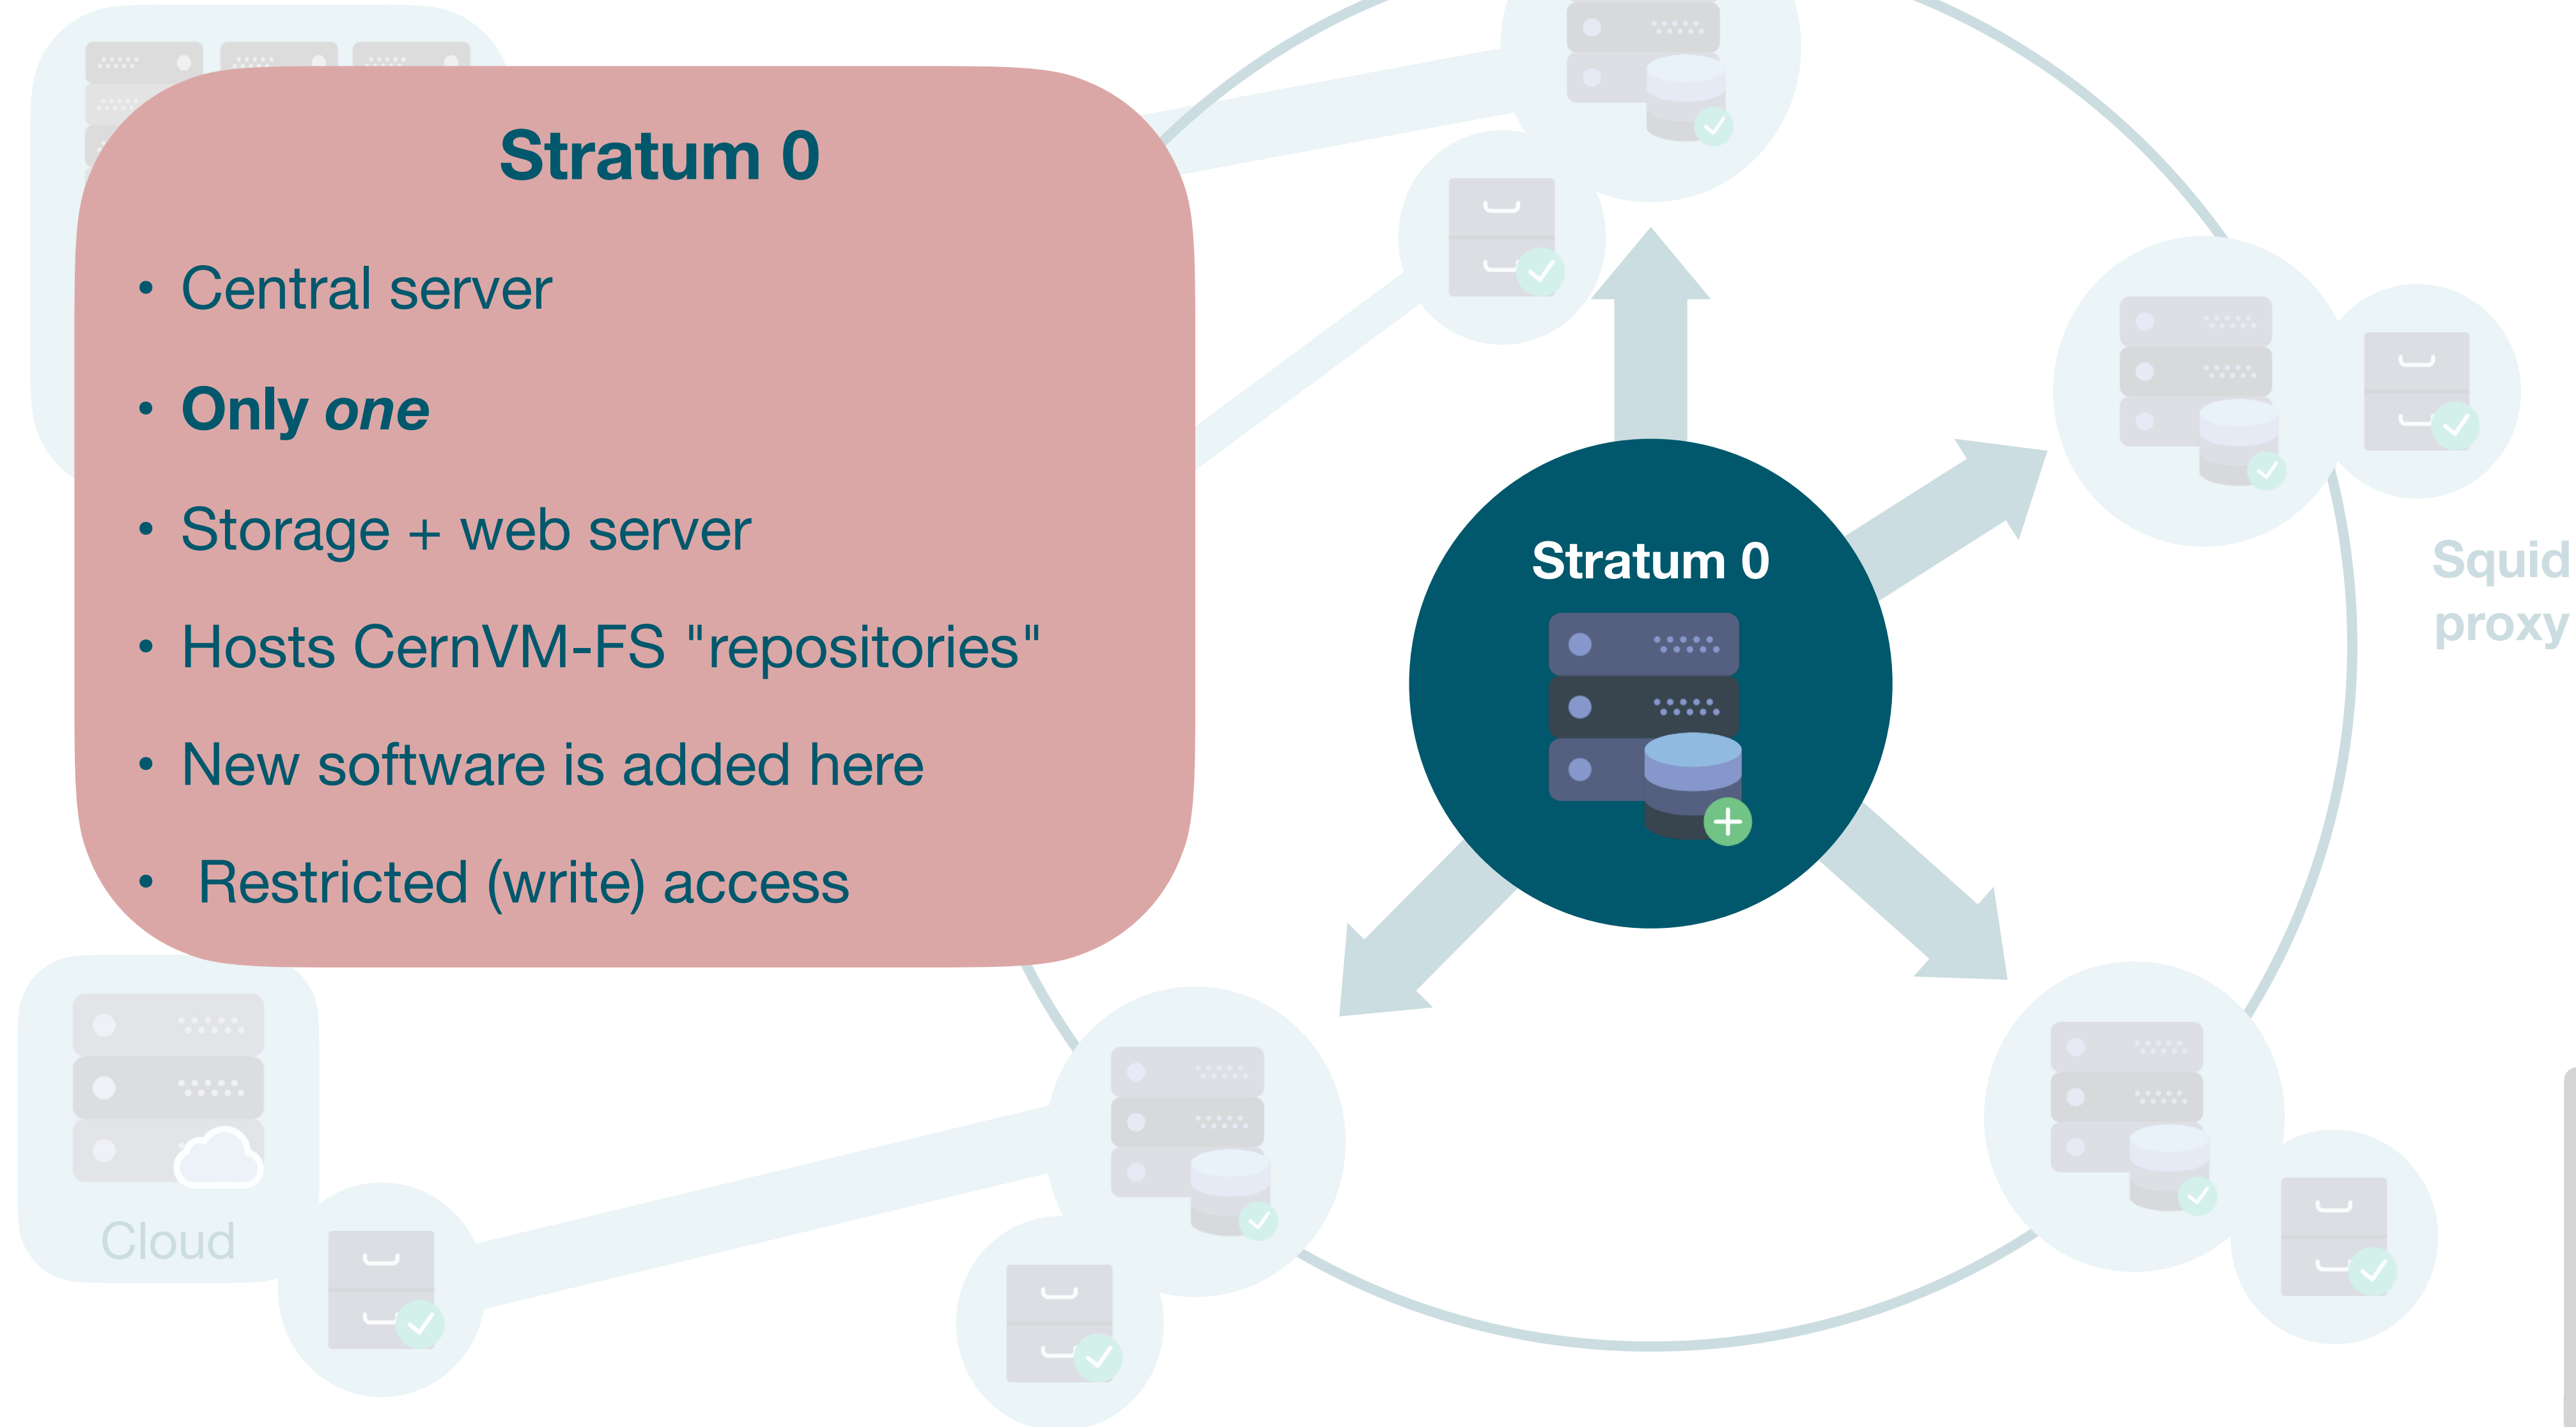 Stratum 0
• Central server
• Only one
• Storage + web server
• Hosts CernVM-FS "repositories"
• New software is added here
• Restricted (write) access
Stratum 0
Squid
proxy
Cloud